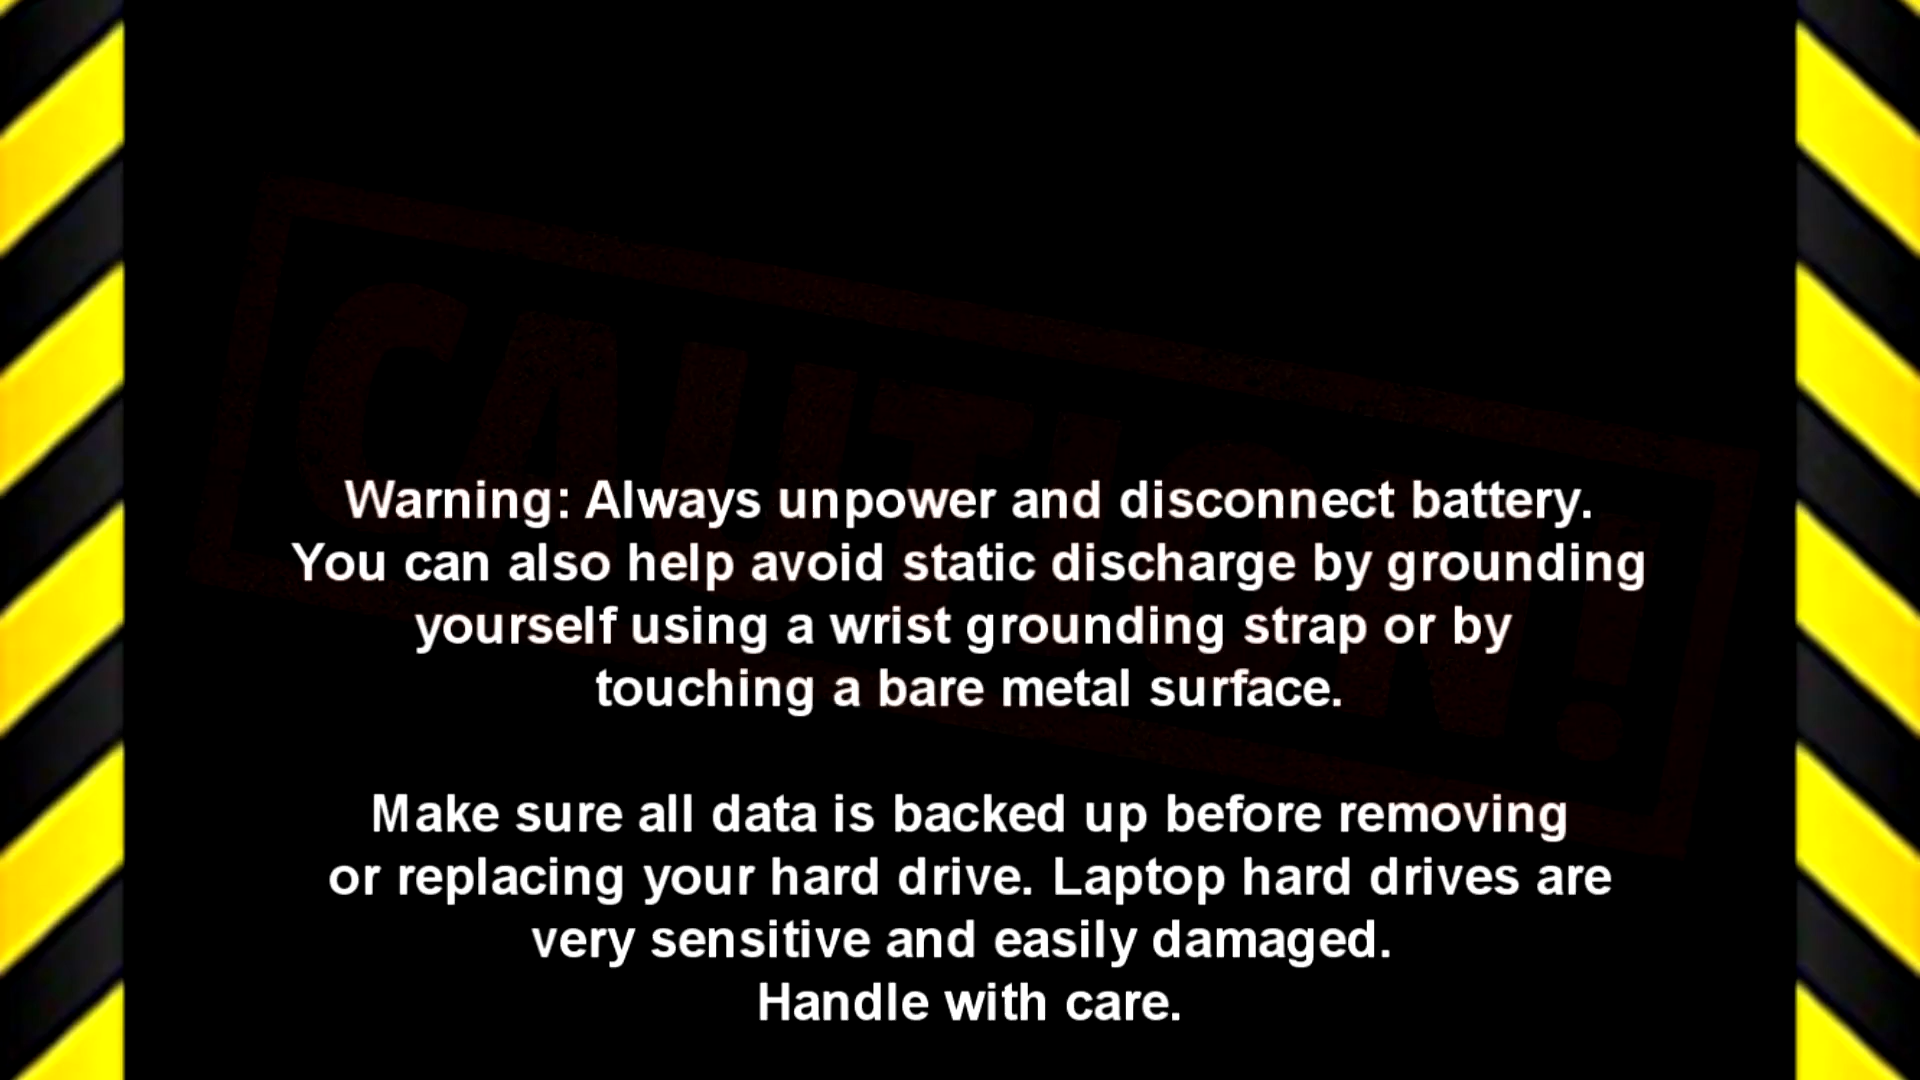 CAUTION!
Warning: Always unpower and disconnect battery.
You can also help avoid static discharge by grounding
yourself using a wrist grounding strap or by
touching a bare metal surface.
Make sure all data is backed up before removing
or replacing your hard drive. Laptop hard drives are
very sensitive and easily damaged.
Handle with care.